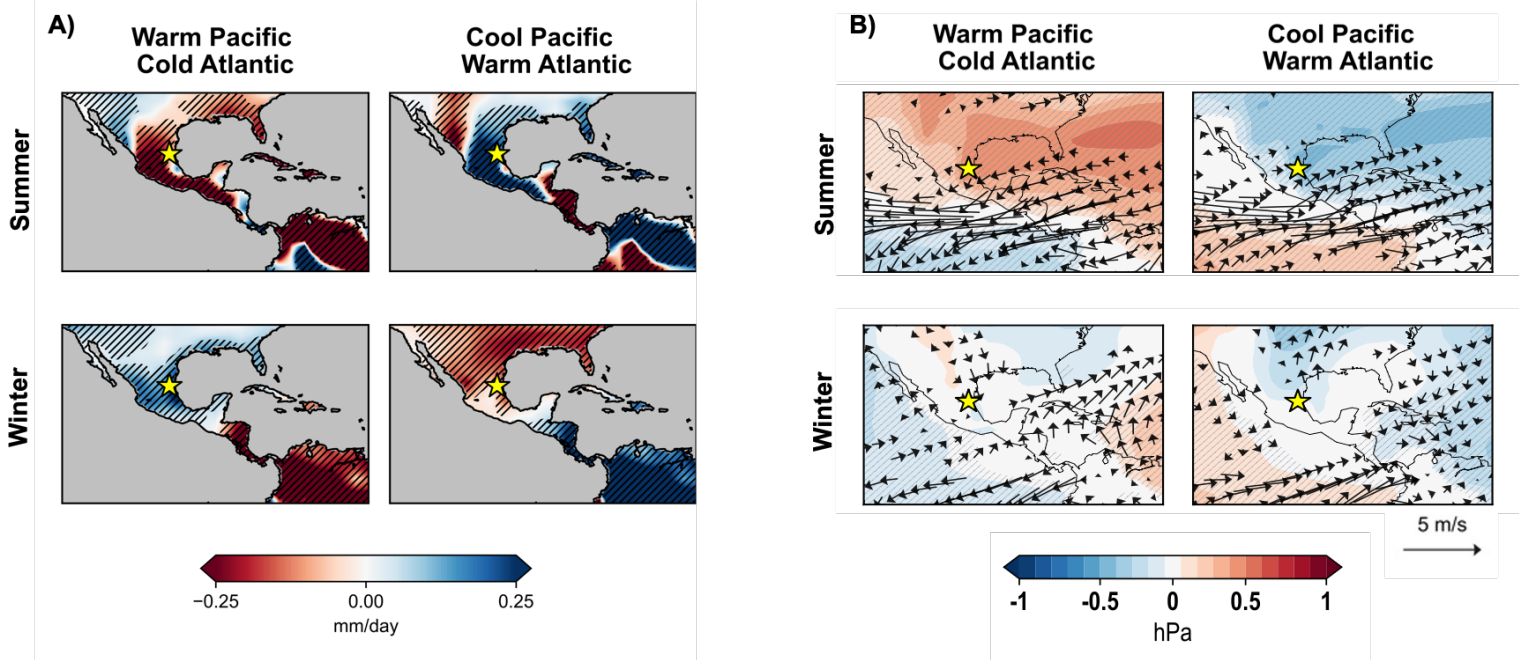 A)
Warm Pacific
Cold Atlantic
Cool Pacific
Warm Atlantic
Summer
Winter
−0.25
0.00
0.25
mm/day
B)
Warm Pacific
Cold Atlantic
Cool Pacific
Warm Atlantic
Summer
Winter
5 m/s
-1
-0.5
0
0.5
1
hPa